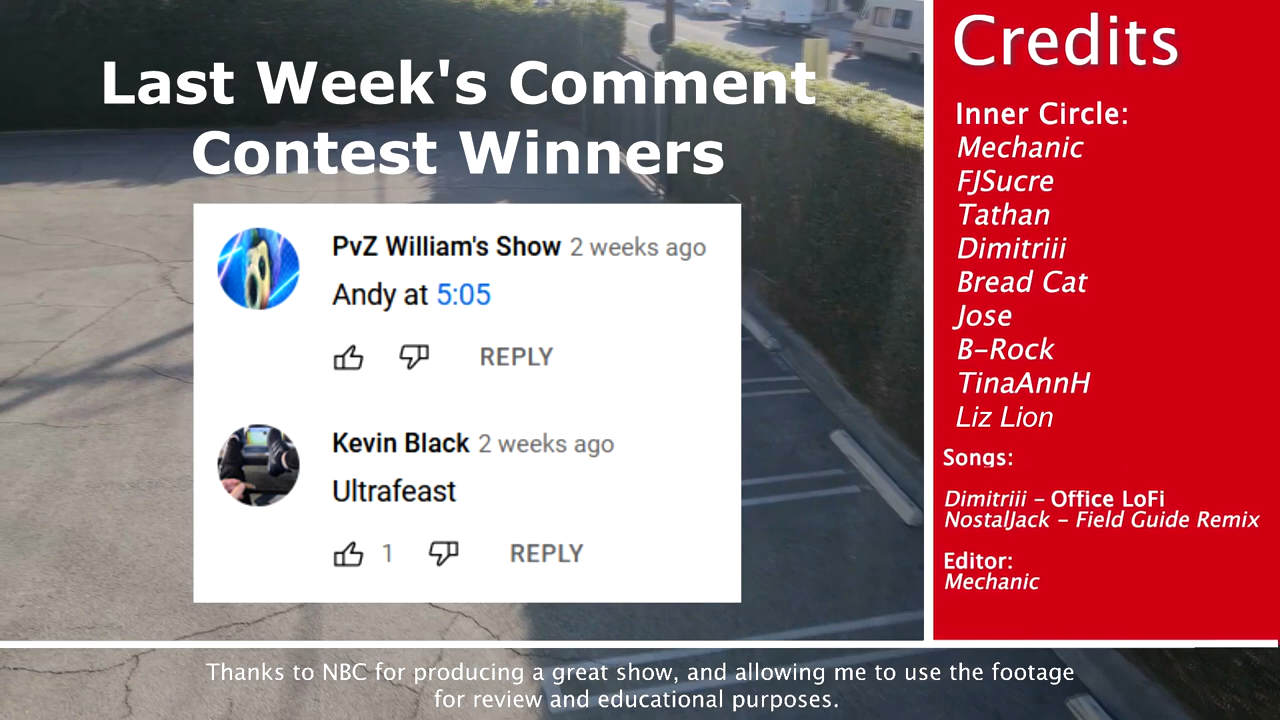 Last Week's Comment
Contest Winners
PvZ William's Show 2 weeks ago
Andy at 5:05
REPLY
Kevin Black 2 weeks ago
Ultrafeast
1 REPLY
Credits
Inner Circle:
Mechanic
FJSucre
Tathan
Dimitriii
Bread Cat
Jose
B-Rock
TinaAnnH
Liz Lion
Songs:
Dimitriii - Office LoFi
NostalJack - Field Guide Remix
Editor:
Mechanic
Thanks to NBC for producing a great show, and allowing me to use the footage
for review and educational purposes.